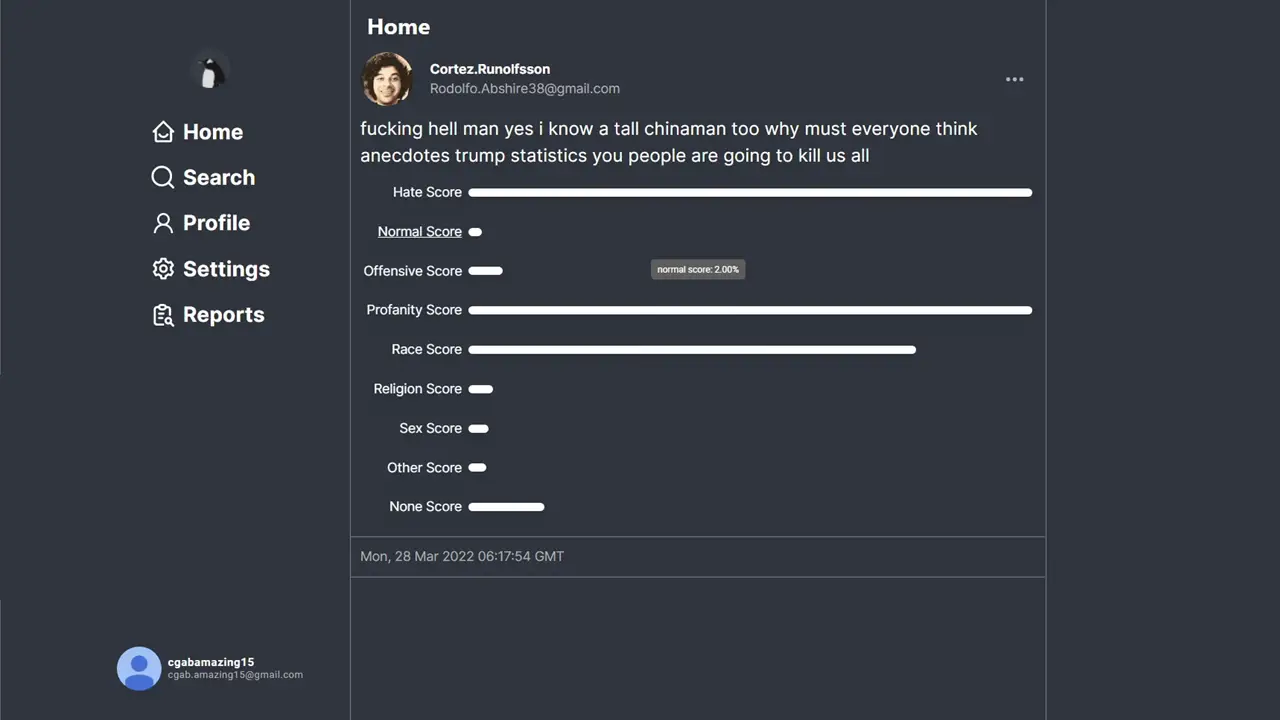 Home
Search
Profile
Settings
Reports
cgabamazing15
cgab.amazing15@gmail.com
Home
Cortez.Runolfsson
Rodolfo.Abshire38@gmail.com
fucking hell man yes i know a tall chinaman too why must everyone think
anecdotes trump statistics you people are going to kill us all
Hate Score
Normal Score
Offensive Score
normal score: 2.00%
Profanity Score
Race Score
Religion Score
Sex Score
Other Score
None Score
Mon, 28 Mar 2022 06:17:54 GMT